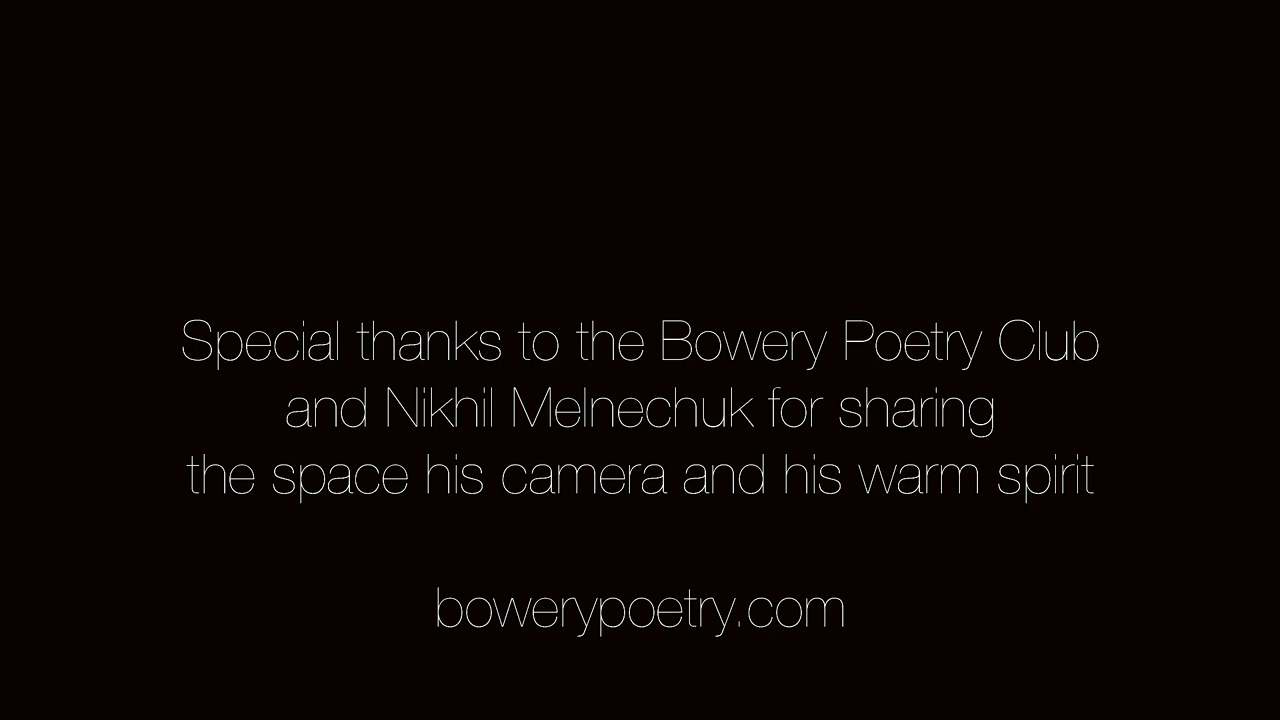 Special thanks to the Bowery Poetry Club
and Nikhil Melnechuk for sharing
the space his camera and his warm spirit
bowerypoetry.com